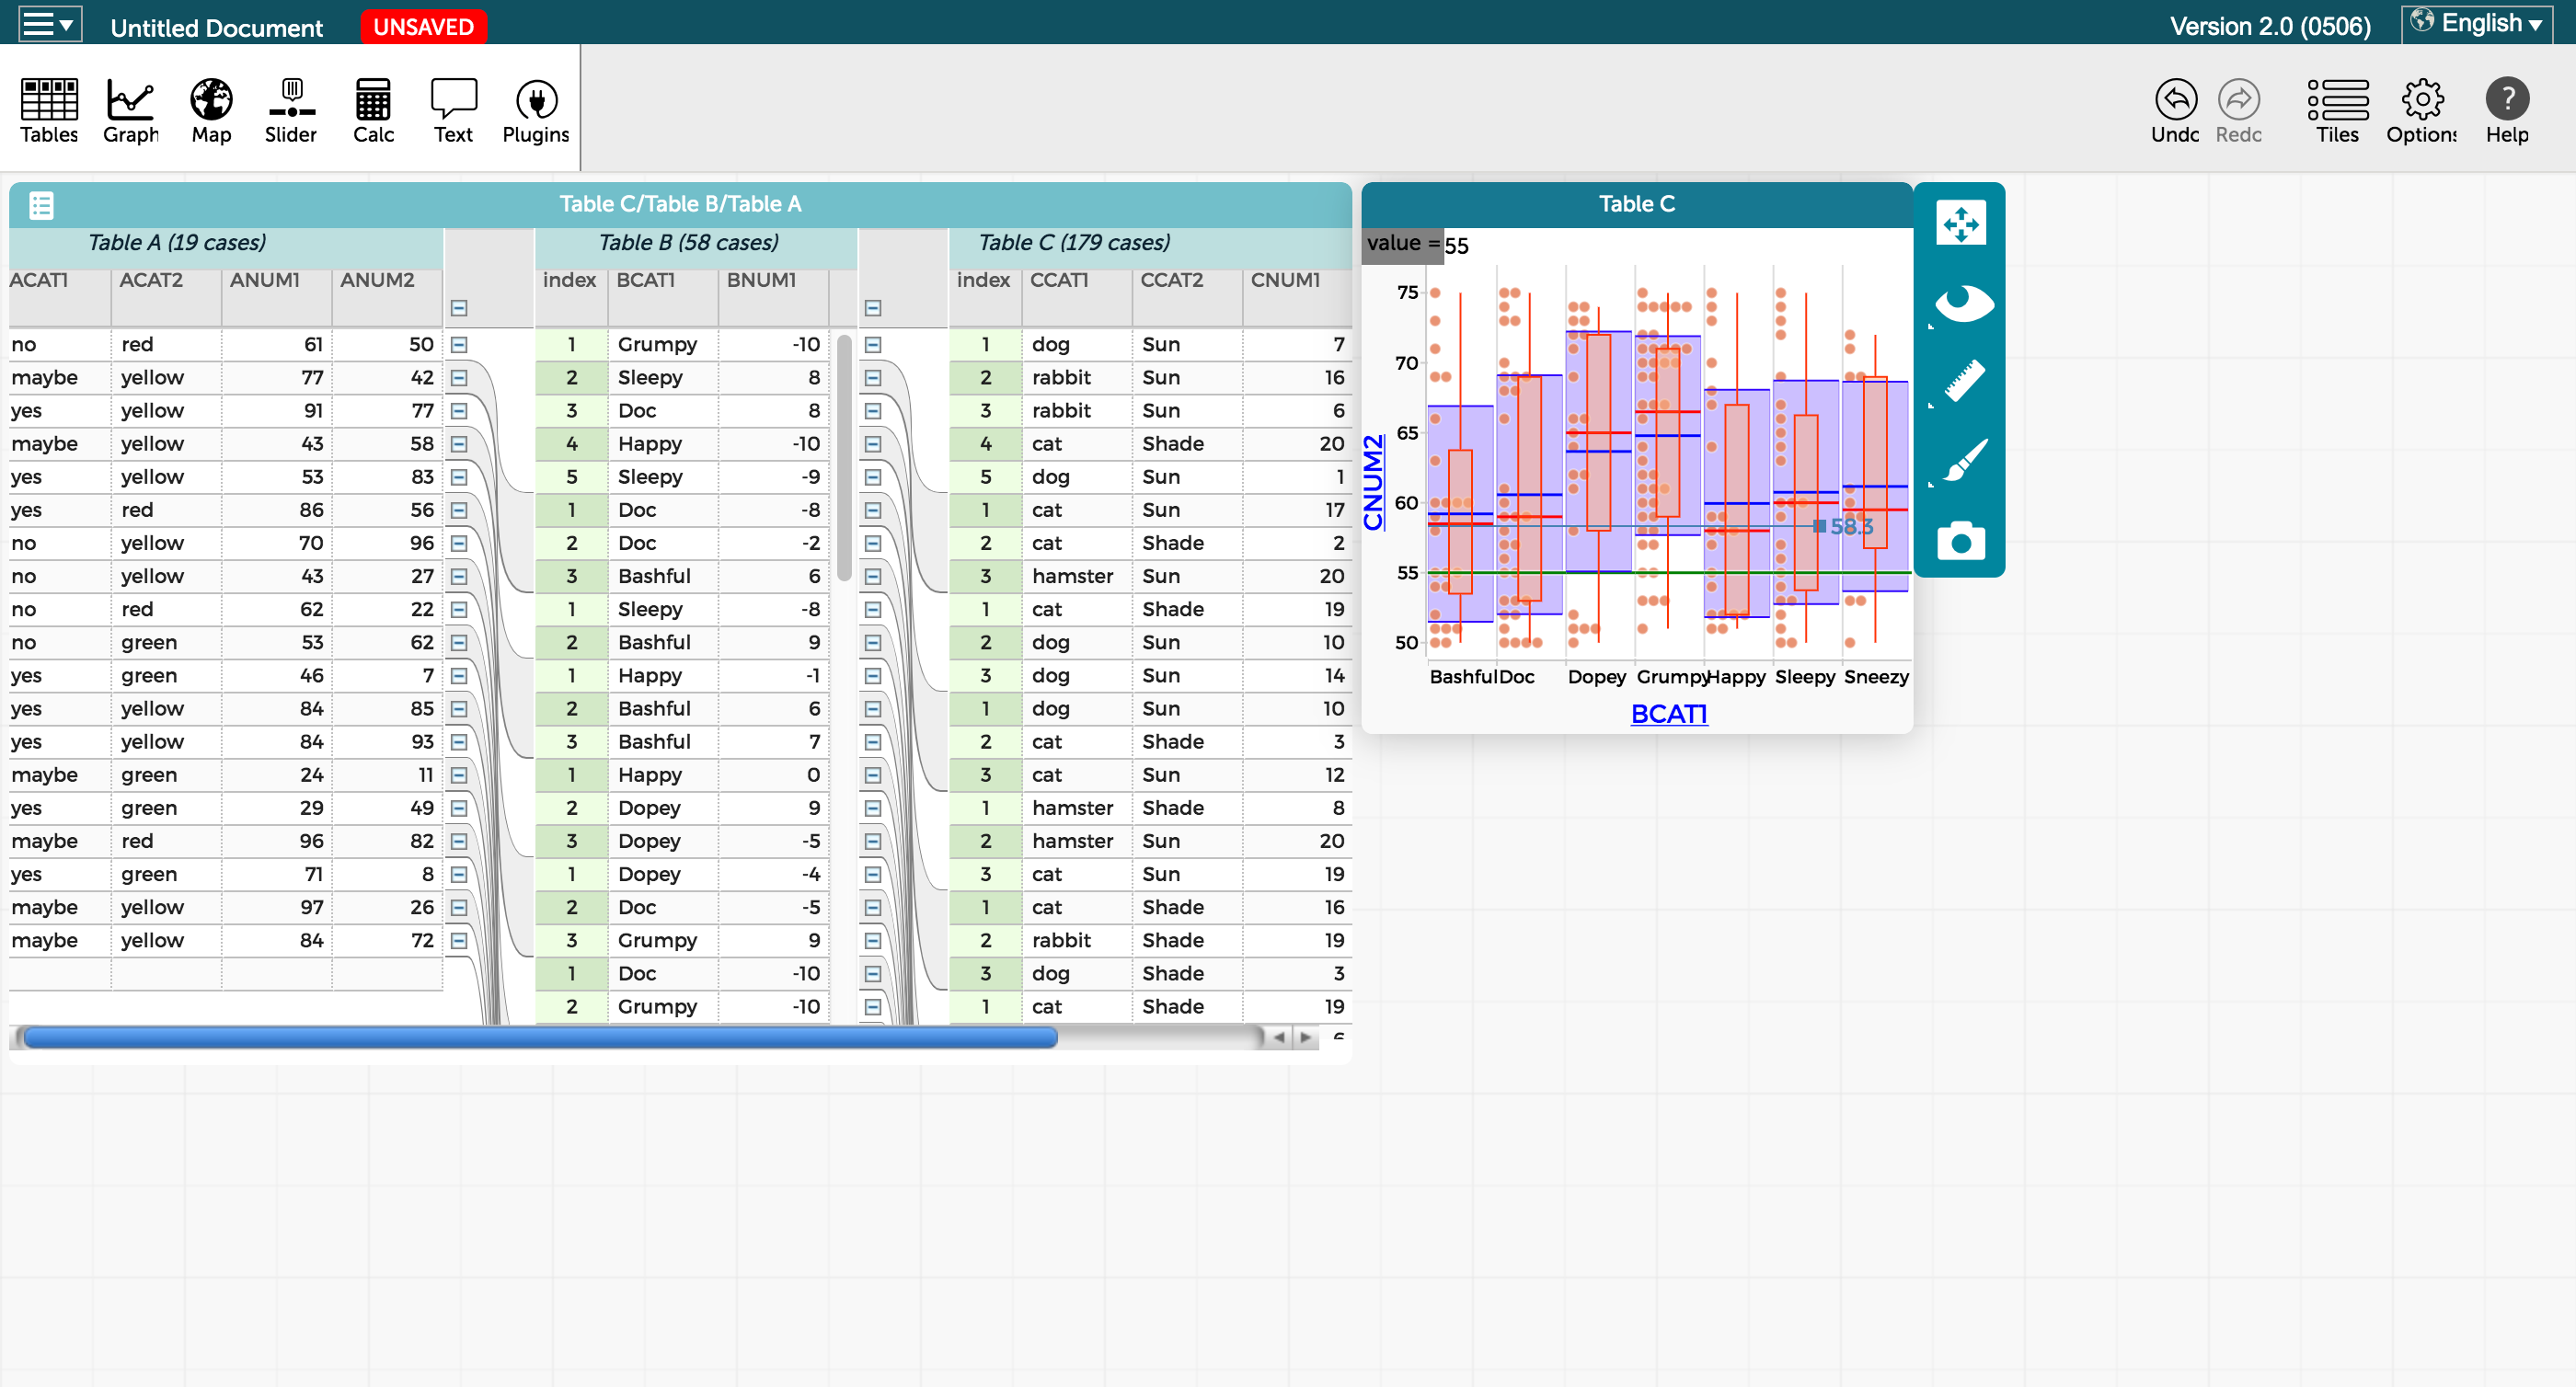 Untitled Document UNSAVED Version 2.0 (0506) English
Tables Graph Map Slider Calc Text Plugins Undo Redo Tiles Options ? Help
Table C/Table B/Table A
Table A (19 cases) Table B (58 cases) Table C (179 cases)
ACAT1 ACAT2 ANUM1 ANUM2 index BCAT1 BNUM1 index CCAT1 CCAT2 CNUM1
no red 61 50 1 Grumpy -10 1 dog Sun 7
maybe yellow 77 42 2 Sleepy 8 2 rabbit Sun 16
yes yellow 91 77 3 Doc 8 3 rabbit Sun 6
maybe yellow 43 58 4 Happy -10 4 cat Shade 20
yes yellow 53 83 5 Sleepy -9 5 dog Sun 1
yes red 86 56 1 Doc -8 1 cat Sun 17
no yellow 70 96 2 Doc -2 2 cat Shade 2
no yellow 43 27 3 Bashful 6 3 hamster Sun 20
no red 62 22 1 Sleepy -8 1 cat Shade 19
no green 53 62 2 Bashful 9 2 dog Sun 10
yes green 46 7 1 Happy -1 3 dog Sun 14
yes yellow 84 85 2 Bashful 6 1 dog Sun 10
yes yellow 84 93 3 Bashful 7 2 cat Shade 3
maybe green 24 11 1 Happy 0 3 cat Sun 12
yes green 29 49 2 Dopey 9 1 hamster Shade 8
maybe red 96 82 3 Dopey -5 2 hamster Sun 20
yes green 71 8 1 Dopey -4 3 cat Sun 19
maybe yellow 97 26 2 Doc -5 1 cat Shade 16
maybe yellow 84 72 3 Grumpy 9 2 rabbit Shade 19
1 Doc -10 3 dog Shade 3
2 Grumpy -10 1 cat Shade 19
Table C
value = 55
75
70
65
60
55
50
CNUM2
58.3
Bashful Doc Dopey Grumpy Happy Sleepy Sneezy
BCAT1